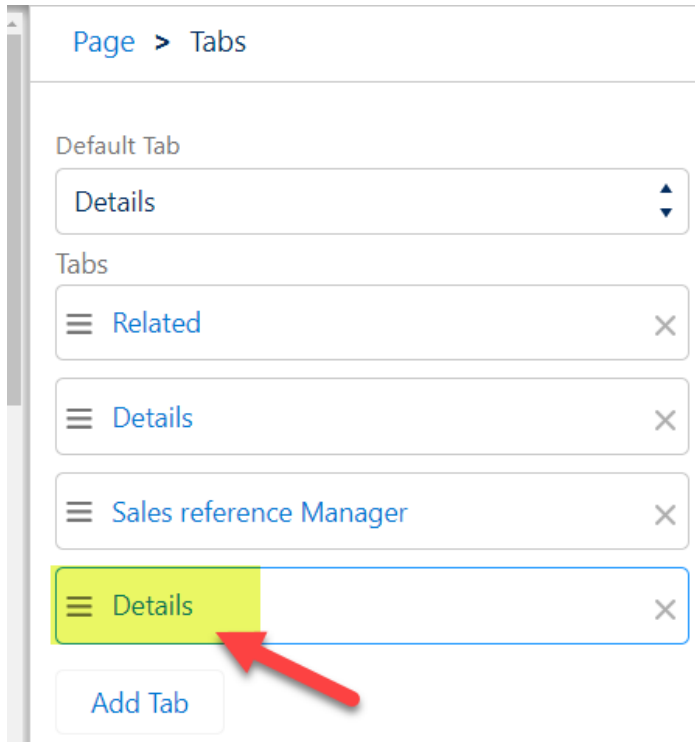 Page > Tabs
Default Tab
Details
Tabs
Related
Details
Sales reference Manager
Details
Add Tab